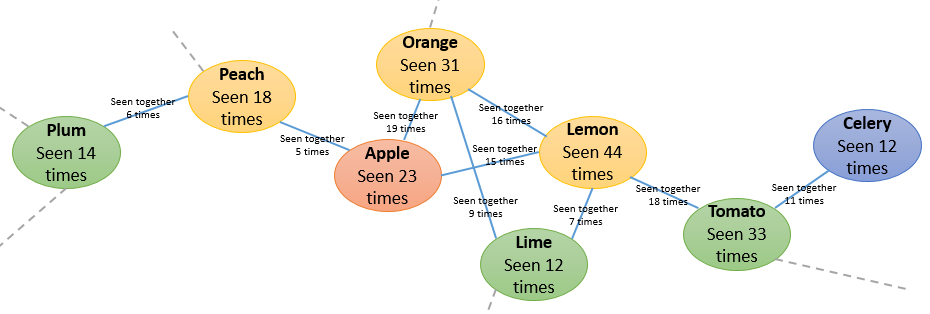 Orange
Seen 31
times
Peach
Seen 18
times
Seen together
6 times
Plum
Seen 14
times
Seen together
5 times
Seen together
19 times
Seen together
16 times
Apple
Seen 23
times
Seen together
15 times
Lemon
Seen 44
times
Celery
Seen 12
times
Seen together
9 times
Seen together
7 times
Seen together
18 times
Seen together
11 times
Lime
Seen 12
times
Tomato
Seen 33
times